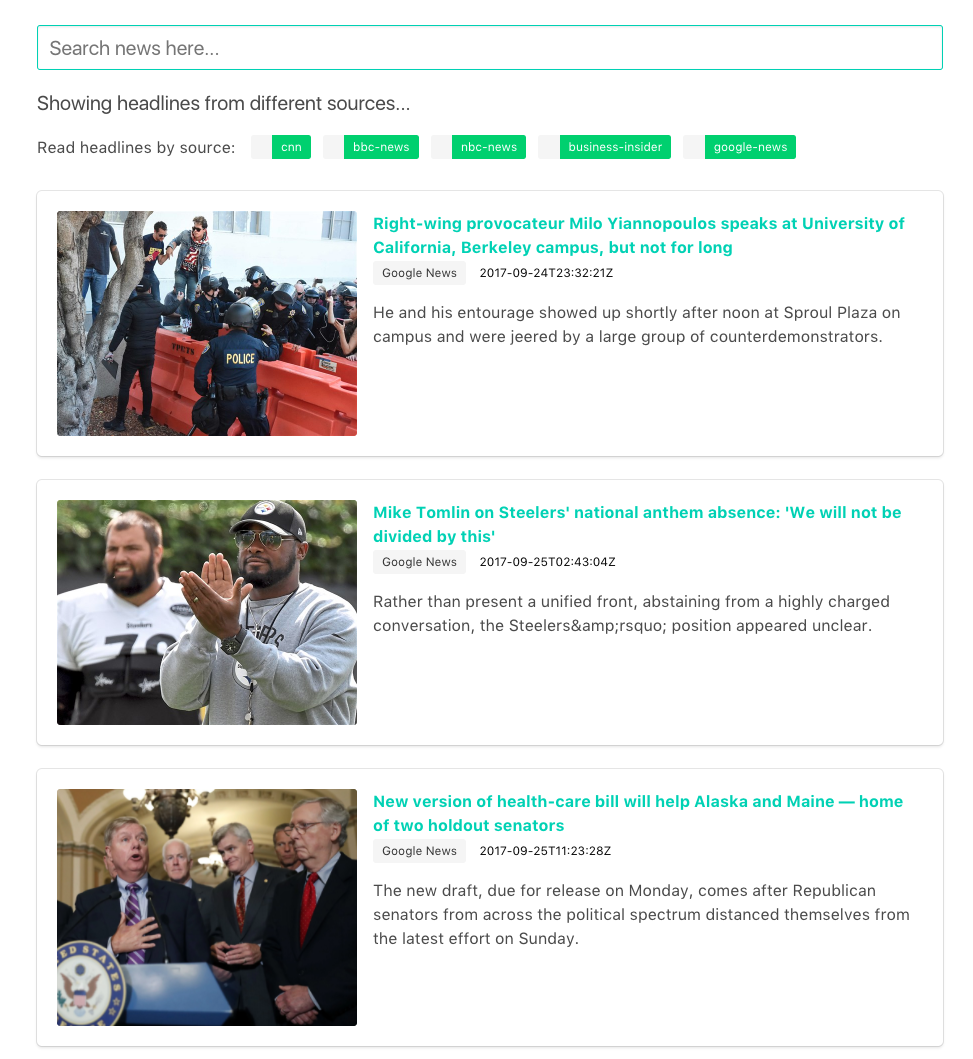 Search news here...
Showing headlines from different sources...
Read headlines by source: cnn bbc-news nbc-news business-insider google-news
Right-wing provocateur Milo Yiannopoulos speaks at University of
California, Berkeley campus, but not for long
Google News 2017-09-24T23:32:21Z
He and his entourage showed up shortly after noon at Sproul Plaza on
campus and were jeered by a large group of counterdemonstrators.
TPCTS
POLICE
Mike Tomlin on Steelers' national anthem absence: 'We will not be
divided by this'
Google News 2017-09-25T02:43:04Z
Rather than present a unified front, abstaining from a highly charged
conversation, the Steelers&amp;rsquo; position appeared unclear.
Steelers
New version of health-care bill will help Alaska and Maine — home
of two holdout senators
Google News 2017-09-25T11:23:28Z
The new draft, due for release on Monday, comes after Republican
senators from across the political spectrum distanced themselves from
the latest effort on Sunday.